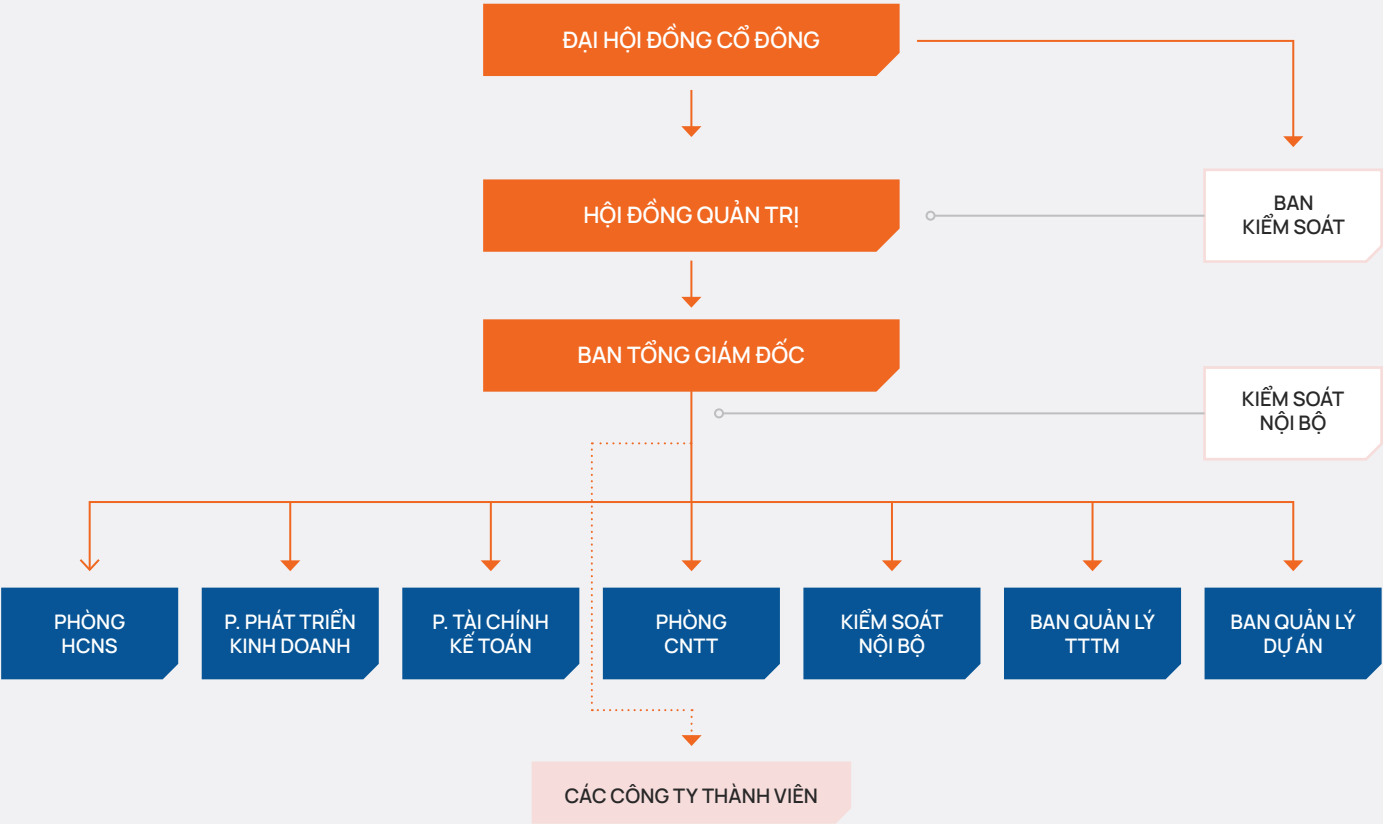 ĐẠI HỘI ĐỒNG CỔ ĐÔNG
HỘI ĐỒNG QUẢN TRỊ
BAN
KIỂM SOÁT
BAN TỔNG GIÁM ĐỐC
KIỂM SOÁT
NỘI BỘ
PHÒNG
HCNS
P. PHÁT TRIỂN
KINH DOANH
P. TÀI CHÍNH
KẾ TOÁN
PHÒNG
CNTT
KIỂM SOÁT
NỘI BỘ
BAN QUẢN LÝ
TTTM
BAN QUẢN LÝ
DỰ ÁN
CÁC CÔNG TY THÀNH VIÊN